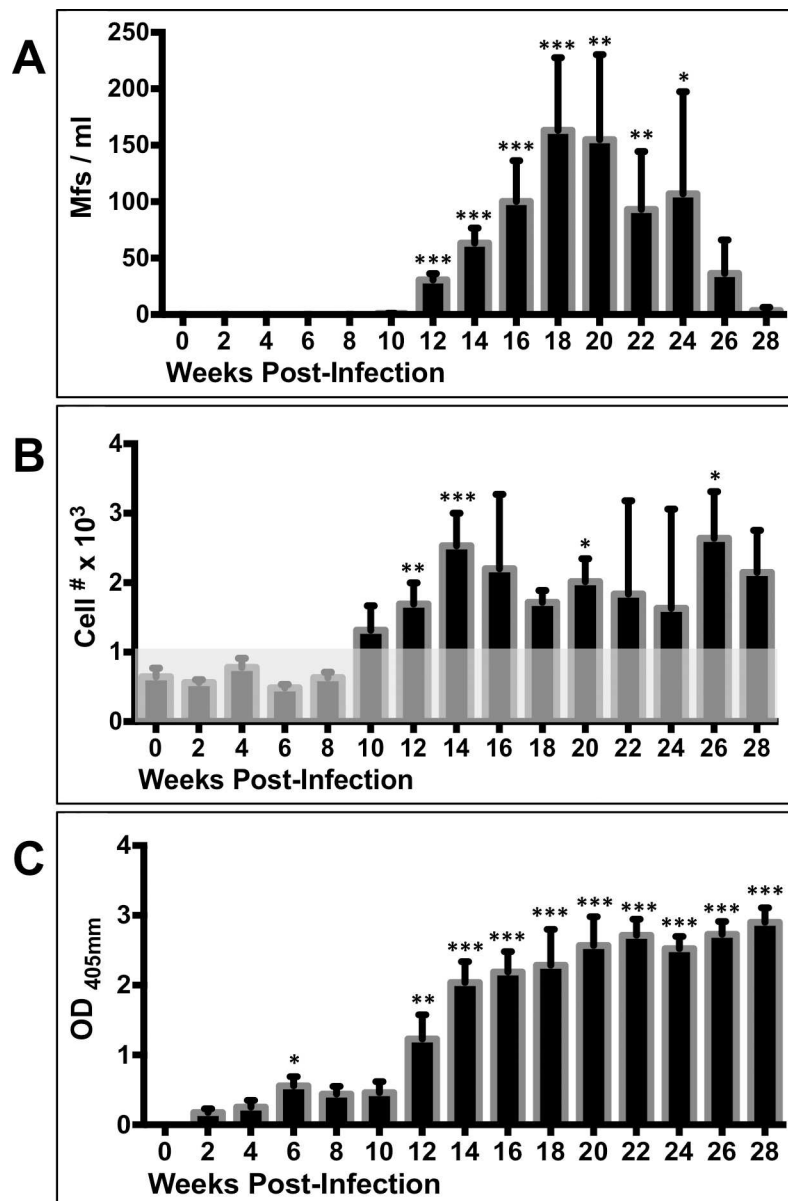 A
Mfs / ml
250
200
150
100
50
0
*** *** *** *** ** ** *
0 2 4 6 8 10 12 14 16 18 20 22 24 26 28
Weeks Post-Infection
B
Cell # x 10³
4
3
2
1
0
** *** * *
0 2 4 6 8 10 12 14 16 18 20 22 24 26 28
Weeks Post-Infection
C
OD 405mm
4
3
2
1
0
* ** *** *** *** *** *** *** *** ***
0 2 4 6 8 10 12 14 16 18 20 22 24 26 28
Weeks Post-Infection